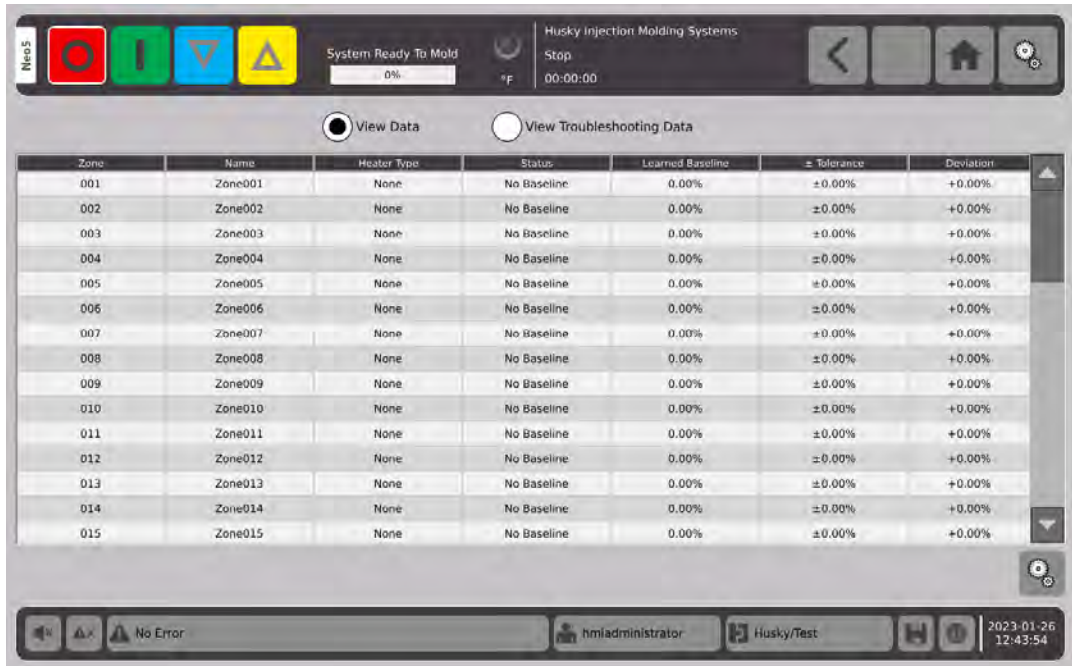 Neo5
System Ready To Mold
0%
°F
Husky Injection Molding Systems
Stop
00:00:00
View Data View Troubleshooting Data
Zone Name Heater Type Status Learned Baseline ± Tolerance Deviation
001 Zone001 None No Baseline 0.00% ±0.00% +0.00%
002 Zone002 None No Baseline 0.00% ±0.00% +0.00%
003 Zone003 None No Baseline 0.00% ±0.00% +0.00%
004 Zone004 None No Baseline 0.00% ±0.00% +0.00%
005 Zone005 None No Baseline 0.00% ±0.00% +0.00%
006 Zone006 None No Baseline 0.00% ±0.00% +0.00%
007 Zone007 None No Baseline 0.00% ±0.00% +0.00%
008 Zone008 None No Baseline 0.00% ±0.00% +0.00%
009 Zone009 None No Baseline 0.00% ±0.00% +0.00%
010 Zone010 None No Baseline 0.00% ±0.00% +0.00%
011 Zone011 None No Baseline 0.00% ±0.00% +0.00%
012 Zone012 None No Baseline 0.00% ±0.00% +0.00%
013 Zone013 None No Baseline 0.00% ±0.00% +0.00%
014 Zone014 None No Baseline 0.00% ±0.00% +0.00%
015 Zone015 None No Baseline 0.00% ±0.00% +0.00%
No Error hmiadministrator Husky/Test
2023-01-26
12:43:54